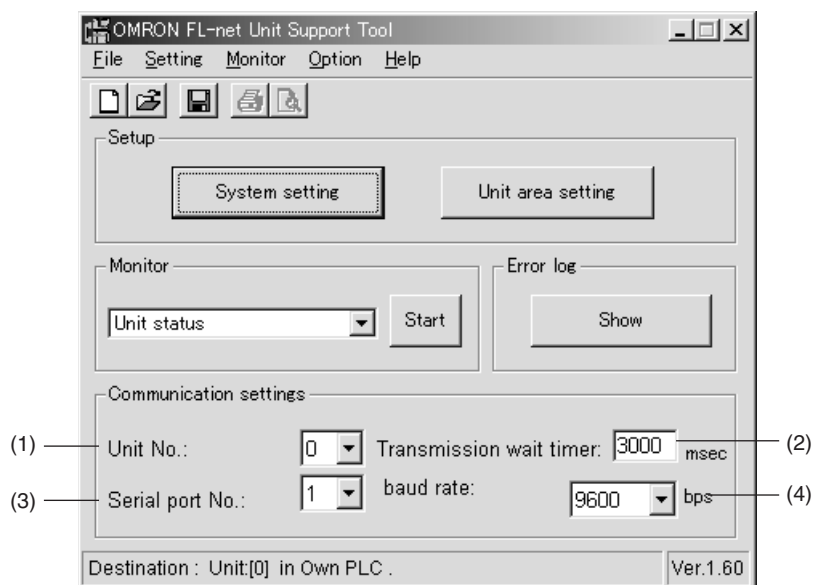 OMRON FL-net Unit Support Tool
File Setting Monitor Option Help
Setup
System setting Unit area setting
Monitor Error log
Unit status Start Show
Communication settings
(1) Unit No.: 0 Transmission wait timer: 3000 msec (2)
(3) Serial port No.: 1 baud rate: 9600 bps (4)
Destination : Unit:[0] in Own PLC . Ver.1.60